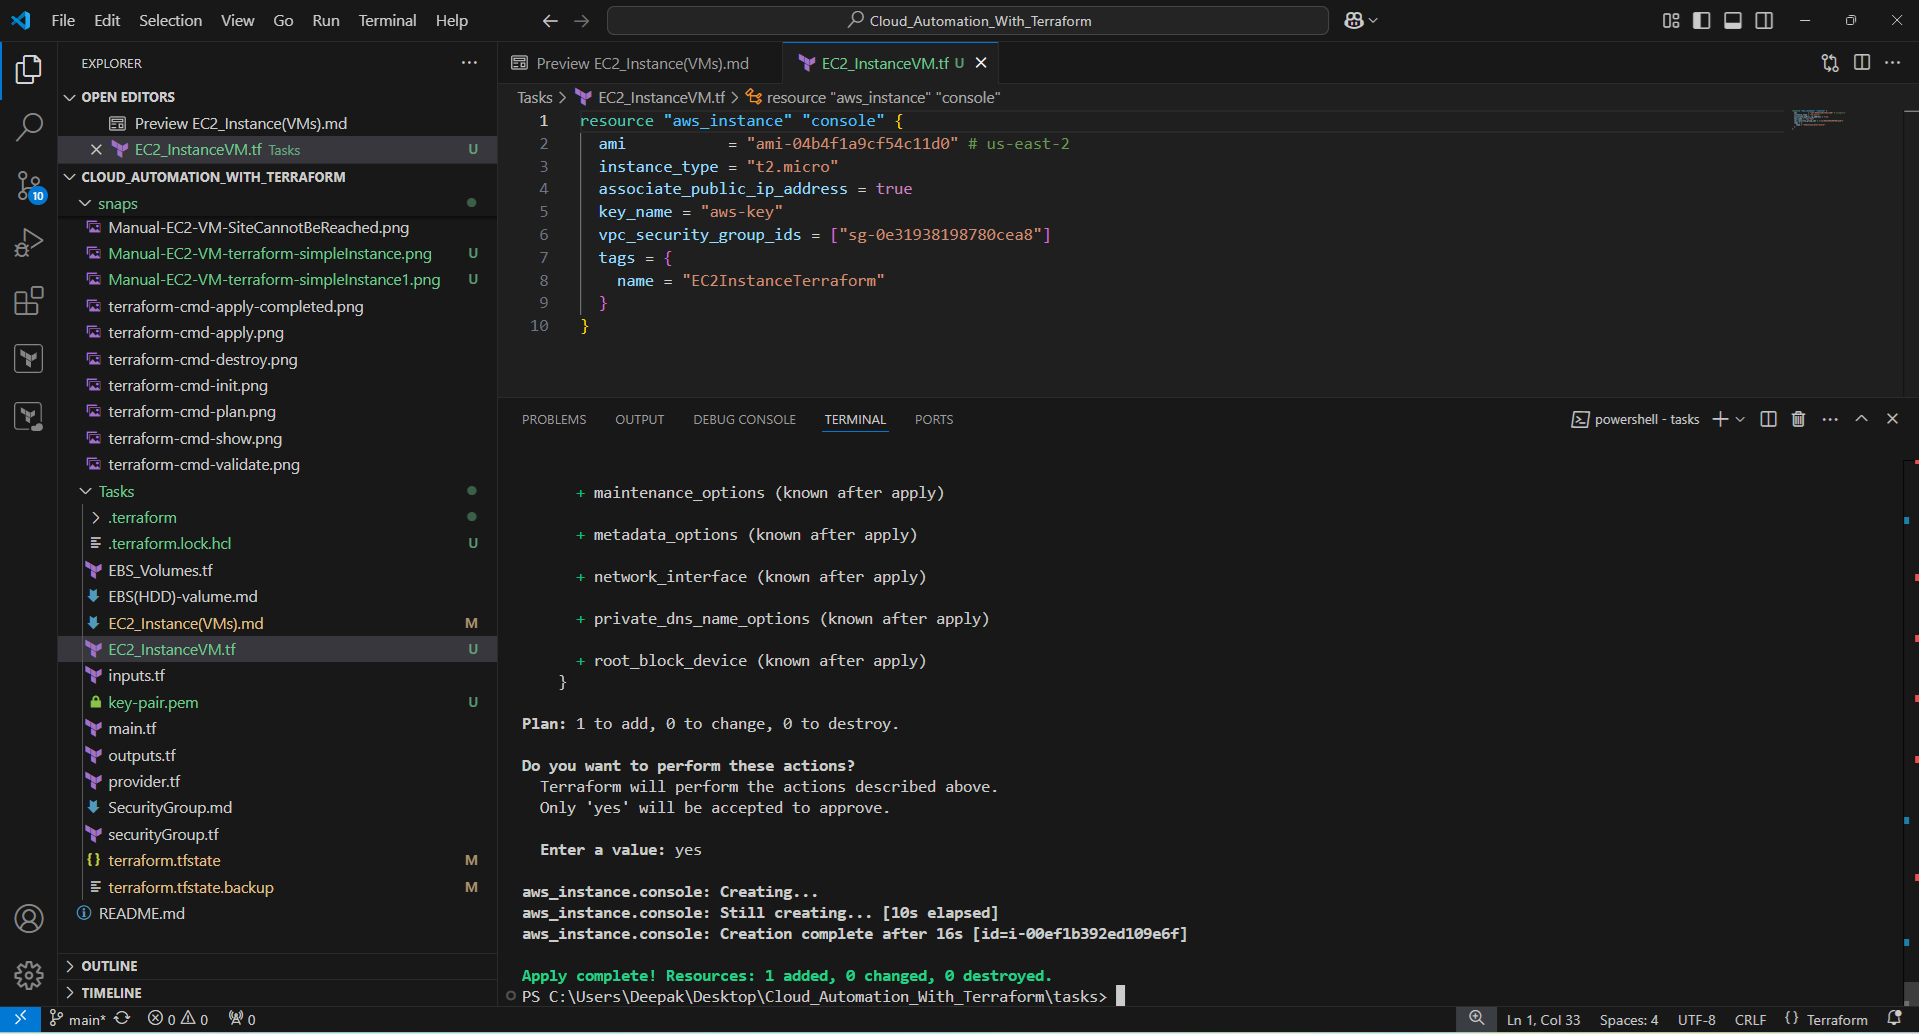 File Edit Selection View Go Run Terminal Help
Cloud_Automation_With_Terraform
EXPLORER
OPEN EDITORS
Preview EC2_Instance(VMs).md
EC2_InstanceVM.tf Tasks U
CLOUD_AUTOMATION_WITH_TERRAFORM
snaps
Manual-EC2-VM-SiteCannotBeReached.png
Manual-EC2-VM-terraform-simpleInstance.png U
Manual-EC2-VM-terraform-simpleInstance1.png U
terraform-cmd-apply-completed.png
terraform-cmd-apply.png
terraform-cmd-destroy.png
terraform-cmd-init.png
terraform-cmd-plan.png
terraform-cmd-show.png
terraform-cmd-validate.png
Tasks
.terraform
.terraform.lock.hcl U
EBS_Volumes.tf
EBS(HDD)-valume.md
EC2_Instance(VMs).md M
EC2_InstanceVM.tf U
inputs.tf
key-pair.pem U
main.tf
outputs.tf
provider.tf
SecurityGroup.md
securityGroup.tf
{} terraform.tfstate M
terraform.tfstate.backup M
README.md
OUTLINE
TIMELINE
10
Preview EC2_Instance(VMs).md
EC2_InstanceVM.tf U
Tasks > EC2_InstanceVM.tf > resource "aws_instance" "console"
1 resource "aws_instance" "console" {
2 ami = "ami-04b4f1a9cf54c11d0" # us-east-2
3 instance_type = "t2.micro"
4 associate_public_ip_address = true
5 key_name = "aws-key"
6 vpc_security_group_ids = ["sg-0e31938198780cea8"]
7 tags = {
8 name = "EC2InstanceTerraform"
9 }
10 }
PROBLEMS OUTPUT DEBUG CONSOLE TERMINAL PORTS
powershell - tasks
+ maintenance_options (known after apply)
+ metadata_options (known after apply)
+ network_interface (known after apply)
+ private_dns_name_options (known after apply)
+ root_block_device (known after apply)
}
Plan: 1 to add, 0 to change, 0 to destroy.
Do you want to perform these actions?
Terraform will perform the actions described above.
Only 'yes' will be accepted to approve.
Enter a value: yes
aws_instance.console: Creating...
aws_instance.console: Still creating... [10s elapsed]
aws_instance.console: Creation complete after 16s [id=i-00ef1b392ed109e6f]
Apply complete! Resources: 1 added, 0 changed, 0 destroyed.
PS C:\Users\Deepak\Desktop\Cloud_Automation_With_Terraform\tasks>
main* 0 0 0
Ln 1, Col 33 Spaces: 4 UTF-8 CRLF {} Terraform